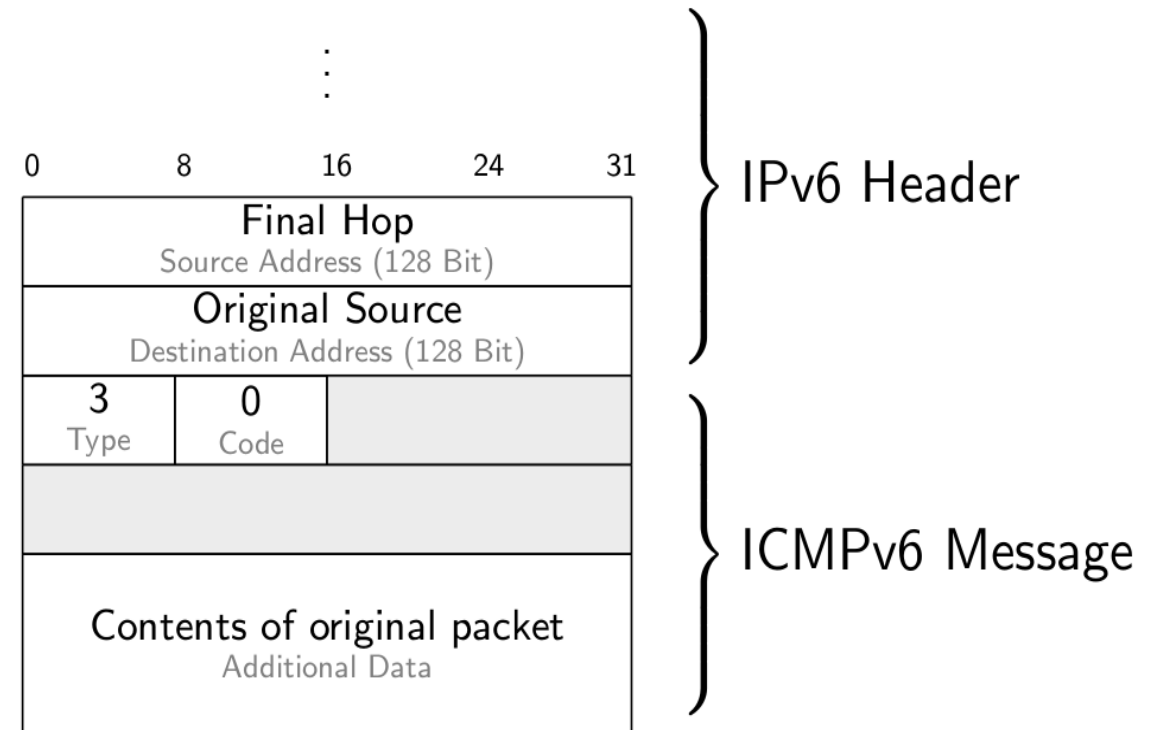 0 8 16 24 31
IPv6 Header
Final Hop
Source Address (128 Bit)
Original Source
Destination Address (128 Bit)
3 0
Type Code
ICMPv6 Message
Contents of original packet
Additional Data